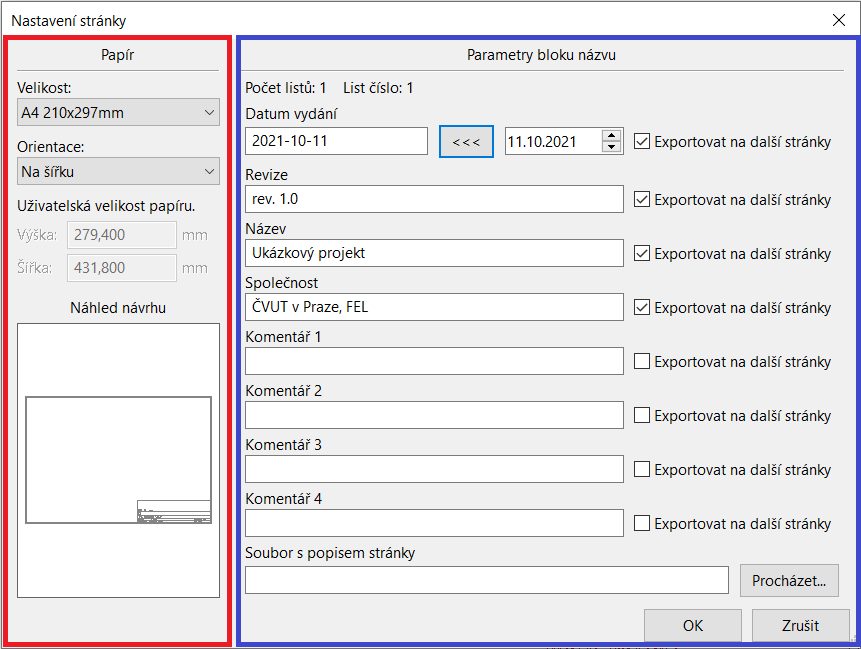 Nastavení stránky
Papír
Velikost:
A4 210x297mm
Orientace:
Na šířku
Uživatelská velikost papíru.
Výška: 279,400 mm
Šířka: 431,800 mm
Náhled návrhu
Parametry bloku názvu
Počet listů: 1 List číslo: 1
Datum vydání
2021-10-11 <<< 11.10.2021 Exportovat na další stránky
Revize
rev. 1.0 Exportovat na další stránky
Název
Ukázkový projekt Exportovat na další stránky
Společnost
ČVUT v Praze, FEL Exportovat na další stránky
Komentář 1
Exportovat na další stránky
Komentář 2
Exportovat na další stránky
Komentář 3
Exportovat na další stránky
Komentář 4
Exportovat na další stránky
Soubor s popisem stránky
Procházet...
OK Zrušit